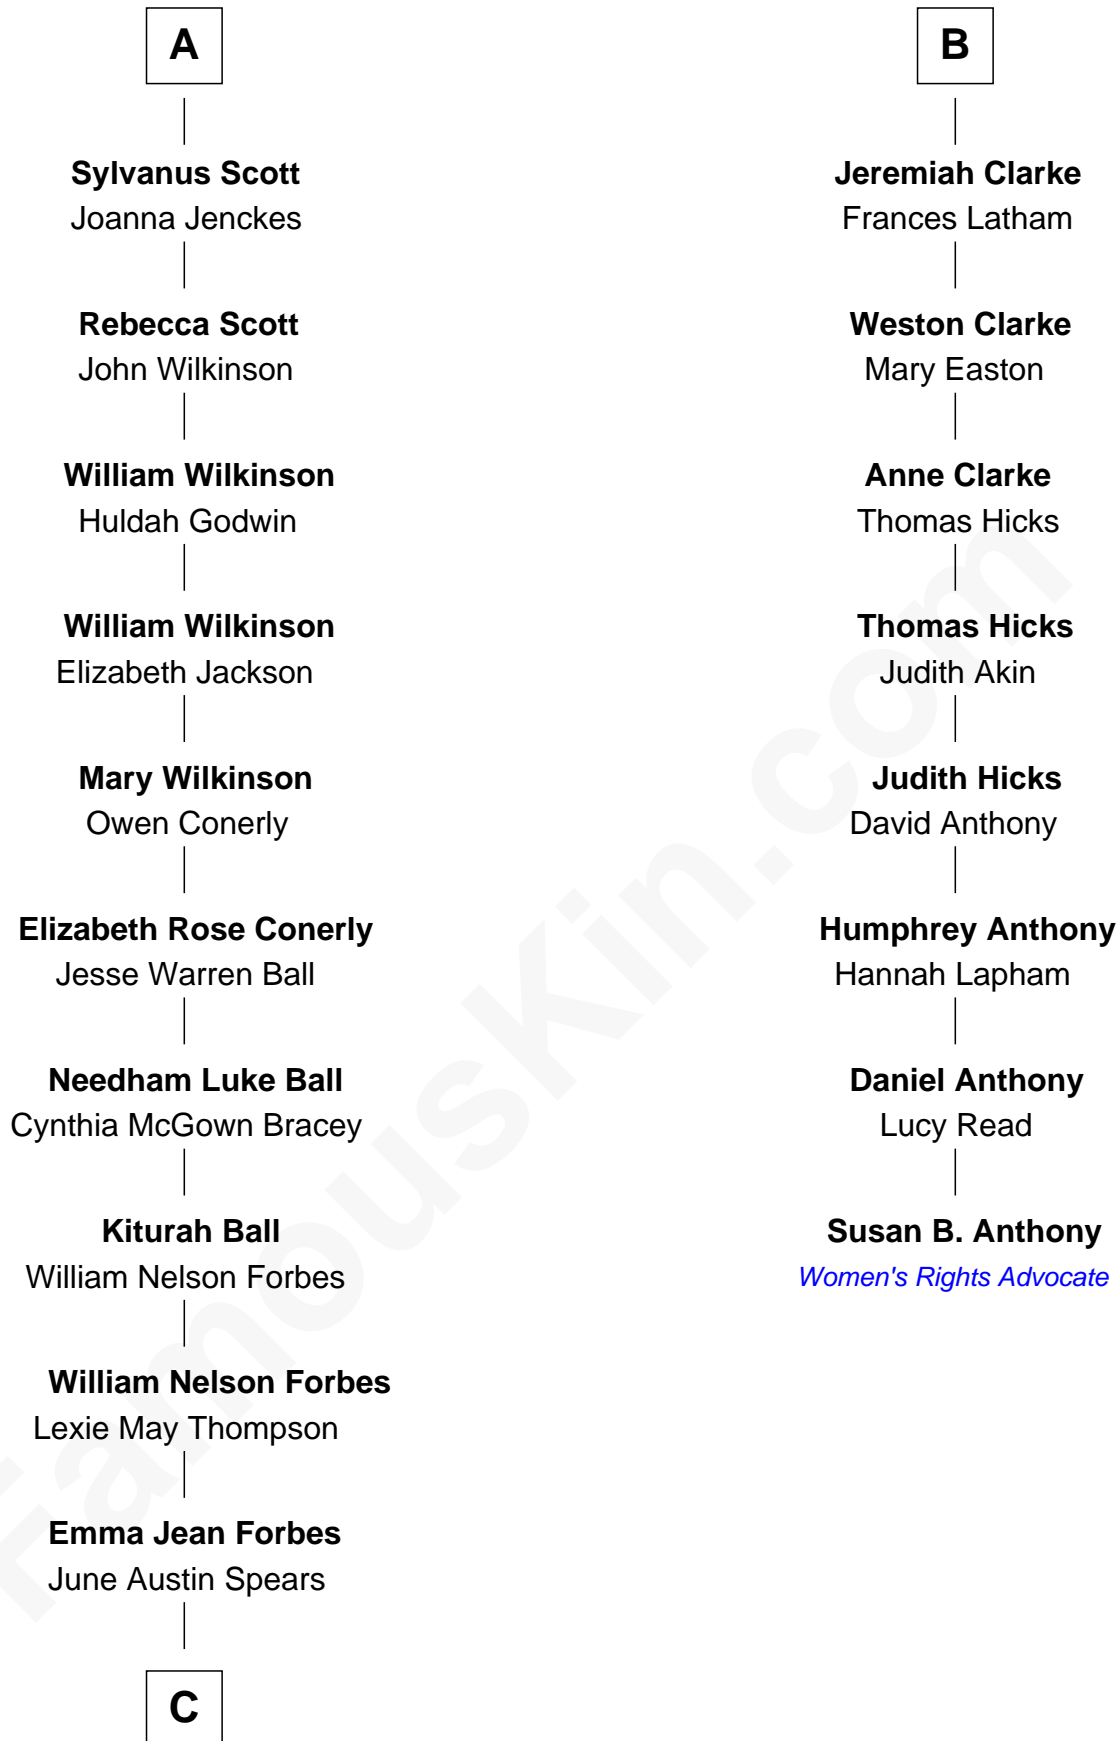 A
Sylvanus Scott
Joanna Jenckes
Rebecca Scott
John Wilkinson
William Wilkinson
Huldah Godwin
William Wilkinson
Elizabeth Jackson
Mary Wilkinson
Owen Conerly
Elizabeth Rose Conerly
Jesse Warren Ball
Needham Luke Ball
Cynthia McGown Bracey
Kiturah Ball
William Nelson Forbes
William Nelson Forbes
Lexie May Thompson
Emma Jean Forbes
June Austin Spears
C
B
Jeremiah Clarke
Frances Latham
Weston Clarke
Mary Easton
Anne Clarke
Thomas Hicks
Thomas Hicks
Judith Akin
Judith Hicks
David Anthony
Humphrey Anthony
Hannah Lapham
Daniel Anthony
Lucy Read
Susan B. Anthony
Women's Rights Advocate
FamousKin.com